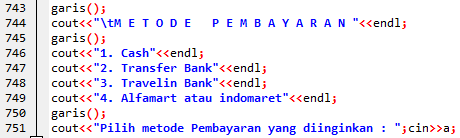 743 garis();
744 cout<<"\tM E T O D E   P E M B A Y A R A N "<<endl;
745 garis();
746 cout<<"1. Cash"<<endl;
747 cout<<"2. Transfer Bank"<<endl;
748 cout<<"3. Travelin Bank"<<endl;
749 cout<<"4. Alfamart atau indomaret"<<endl;
750 garis();
751 cout<<"Pilih metode Pembayaran yang diinginkan : ";cin>>a;